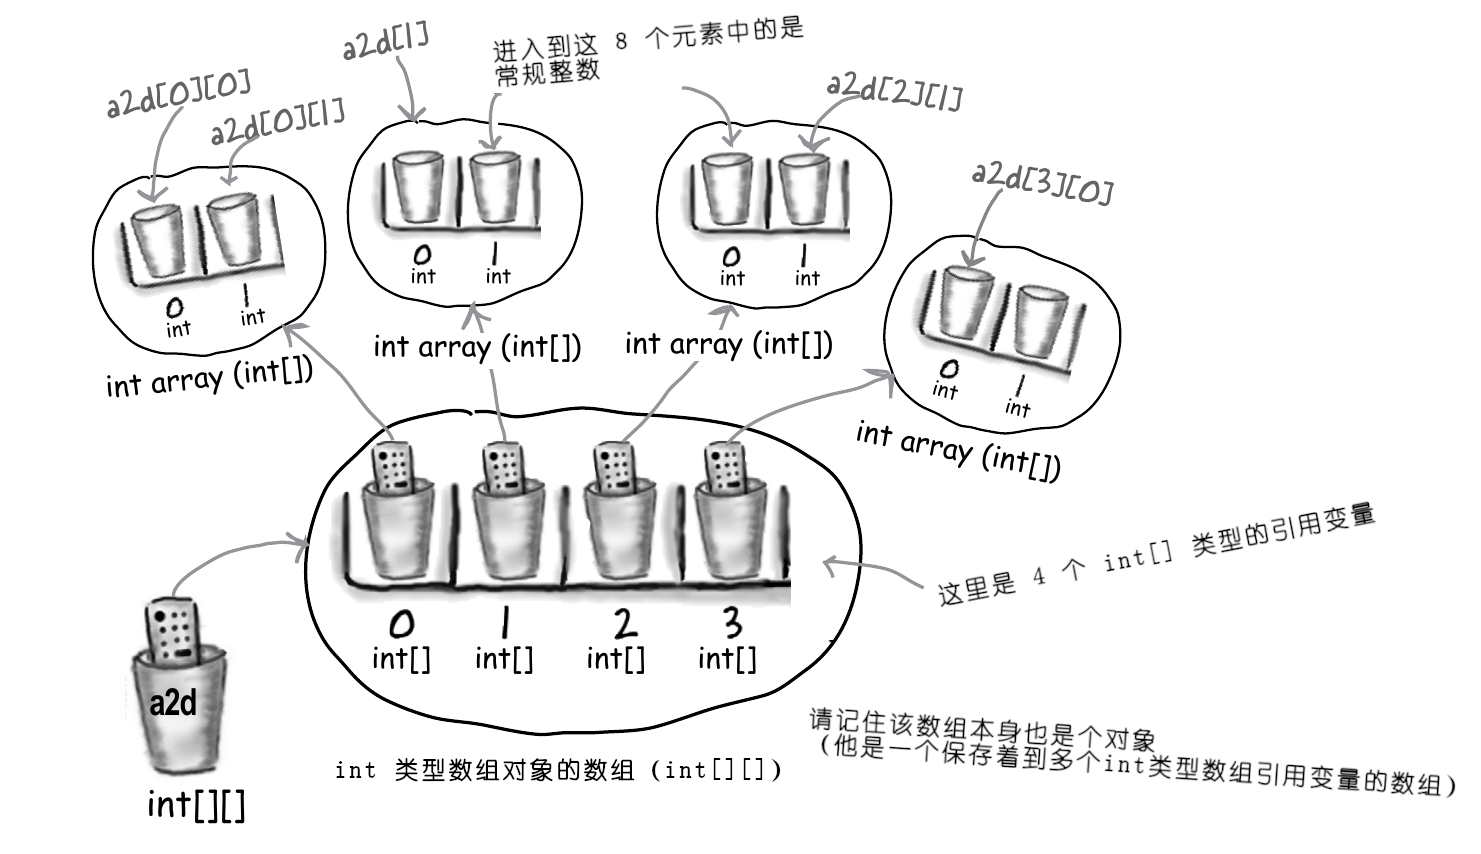 a2d[1]
进入到这 8 个元素中的是
常规整数
a2d[0][0]
a2d[0][1]
a2d[2][1]
a2d[3][0]
0
int
1
int
int array (int[])
0
int
1
int
int array (int[])
0
int
1
int
int array (int[])
0
int
1
int
int array (int[])
这里是 4 个 int[] 类型的引用变量
0
int[]
1
int[]
2
int[]
3
int[]
a2d
int[][]
int 类型数组对象的数组 (int[][])
请记住该数组本身也是个对象
(他是一个保存着到多个int类型数组引用变量的数组)